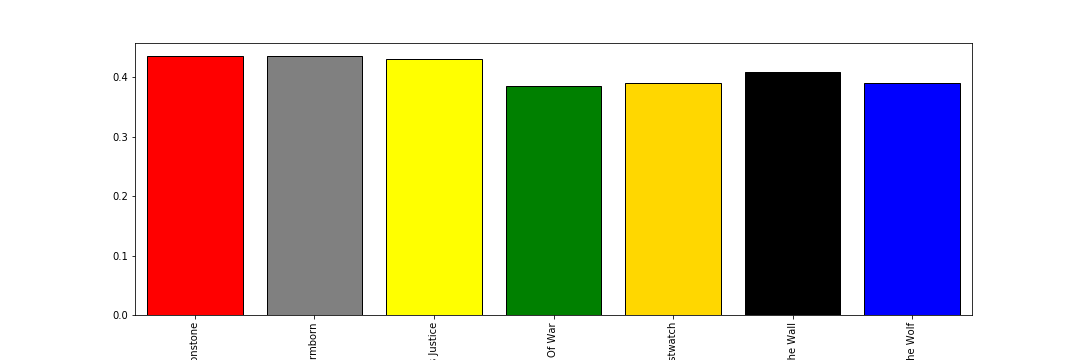 0.4
0.3
0.2
0.1
0.0
onstone
rmborn
Justice
Of War
stwatch
he Wall
he Wolf